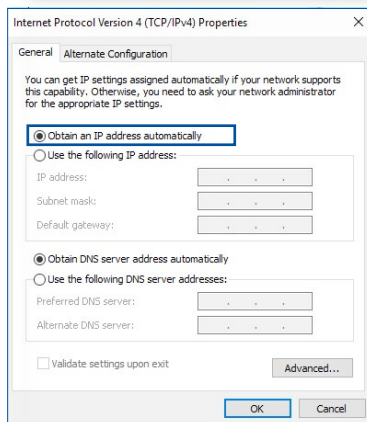 Internet Protocol Version 4 (TCP/IPv4) Properties
General
Alternate Configuration
You can get IP settings assigned automatically if your network supports
this capability. Otherwise, you need to ask your network administrator
for the appropriate IP settings.
Obtain an IP address automatically
Use the following IP address:
IP address:
Subnet mask:
Default gateway:
Obtain DNS server address automatically
Use the following DNS server addresses:
Preferred DNS server:
Alternate DNS server:
Validate settings upon exit
Advanced...
OK
Cancel